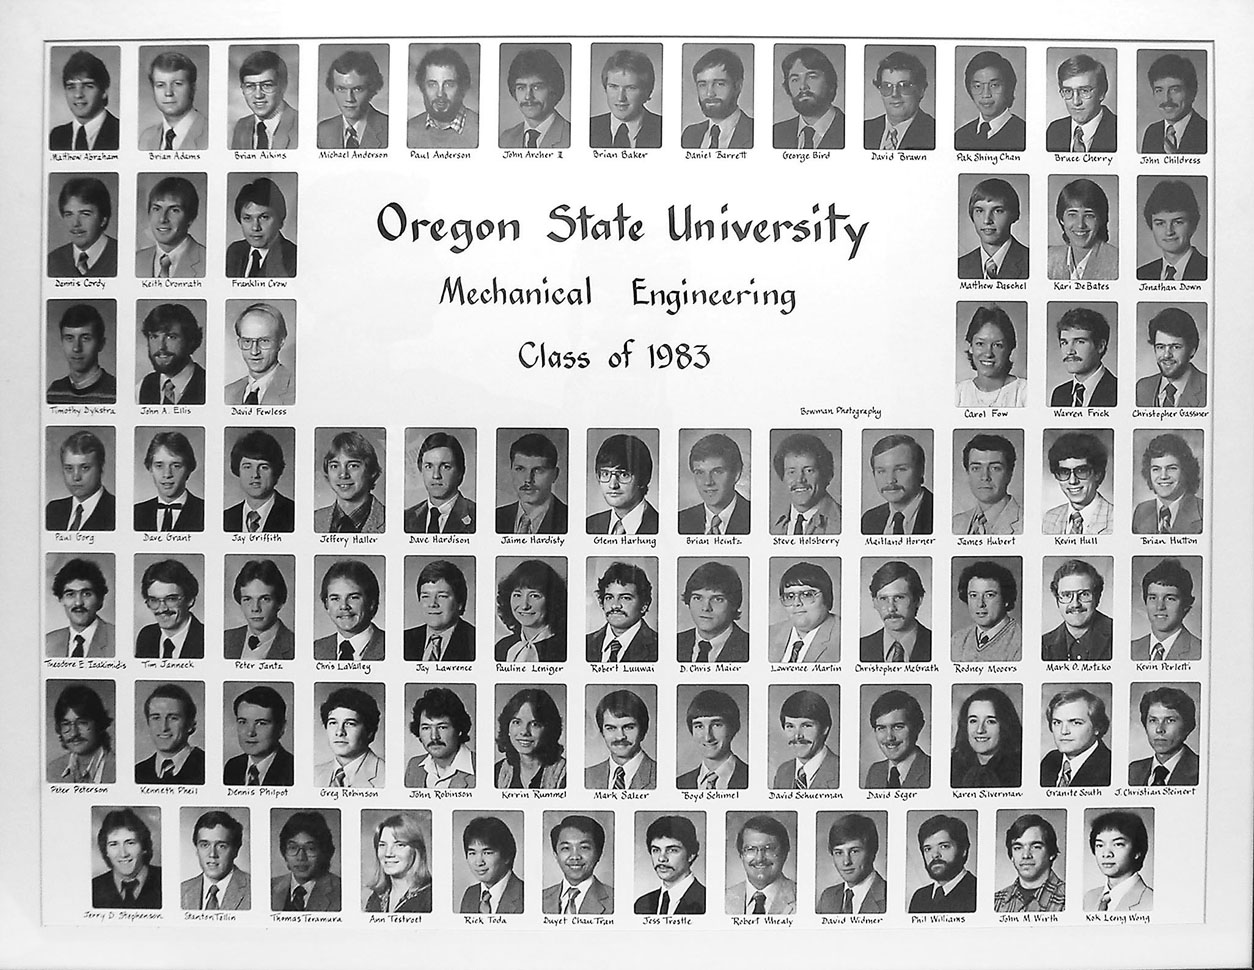 Matthew Abraham Brian Adams Brian Aikins Michael Anderson Paul Anderson John Archer II Brian Baker Daniel Barrett George Bird David Brawn Pak Shing Chan Bruce Cherry John Childress
Oregon State University
Mechanical Engineering
Class of 1983
Dennis Cordy Keith Cronrath Franklin Crow Matthew Daschel Kari DeBates Jonathan Down
Timothy Dykstra John A. Ellis David Fewless Bowman Photography Carol Fow Warren Frick Christopher Gassner
Paul Gorg Dave Grant Jay Griffith Jeffery Haller Dave Hardison Jaime Hardisty Glenn Hartung Brian Heintz Steve Holsberry Meitland Horner James Hubert Kevin Hull Brian Hutton
Theodore E Ioakimidis Tim Janneck Peter Jantz Chris LaValley Jay Lawrence Pauline Leniger Robert Luuwai D. Chris Maier Lawrence Martin Christopher McGrath Rodney Mooers Mark O. Moteko Kevin Perletti
Peter Peterson Kenneth Pheil Dennis Philpot Greg Robinson John Robinson Kerrin Rummel Mark Salzer Boyd Schimel David Schuerman David Seger Karen Silverman Granite South J. Christian Steinert
Jerry D. Stephenson Stanton Tellin Thomas Teramura Ann Testroet Rick Toda Duyet Chau Tran Jess Trostle Robert Whealy David Widmer Phil Williams John M Wirth Kok Leong Wong